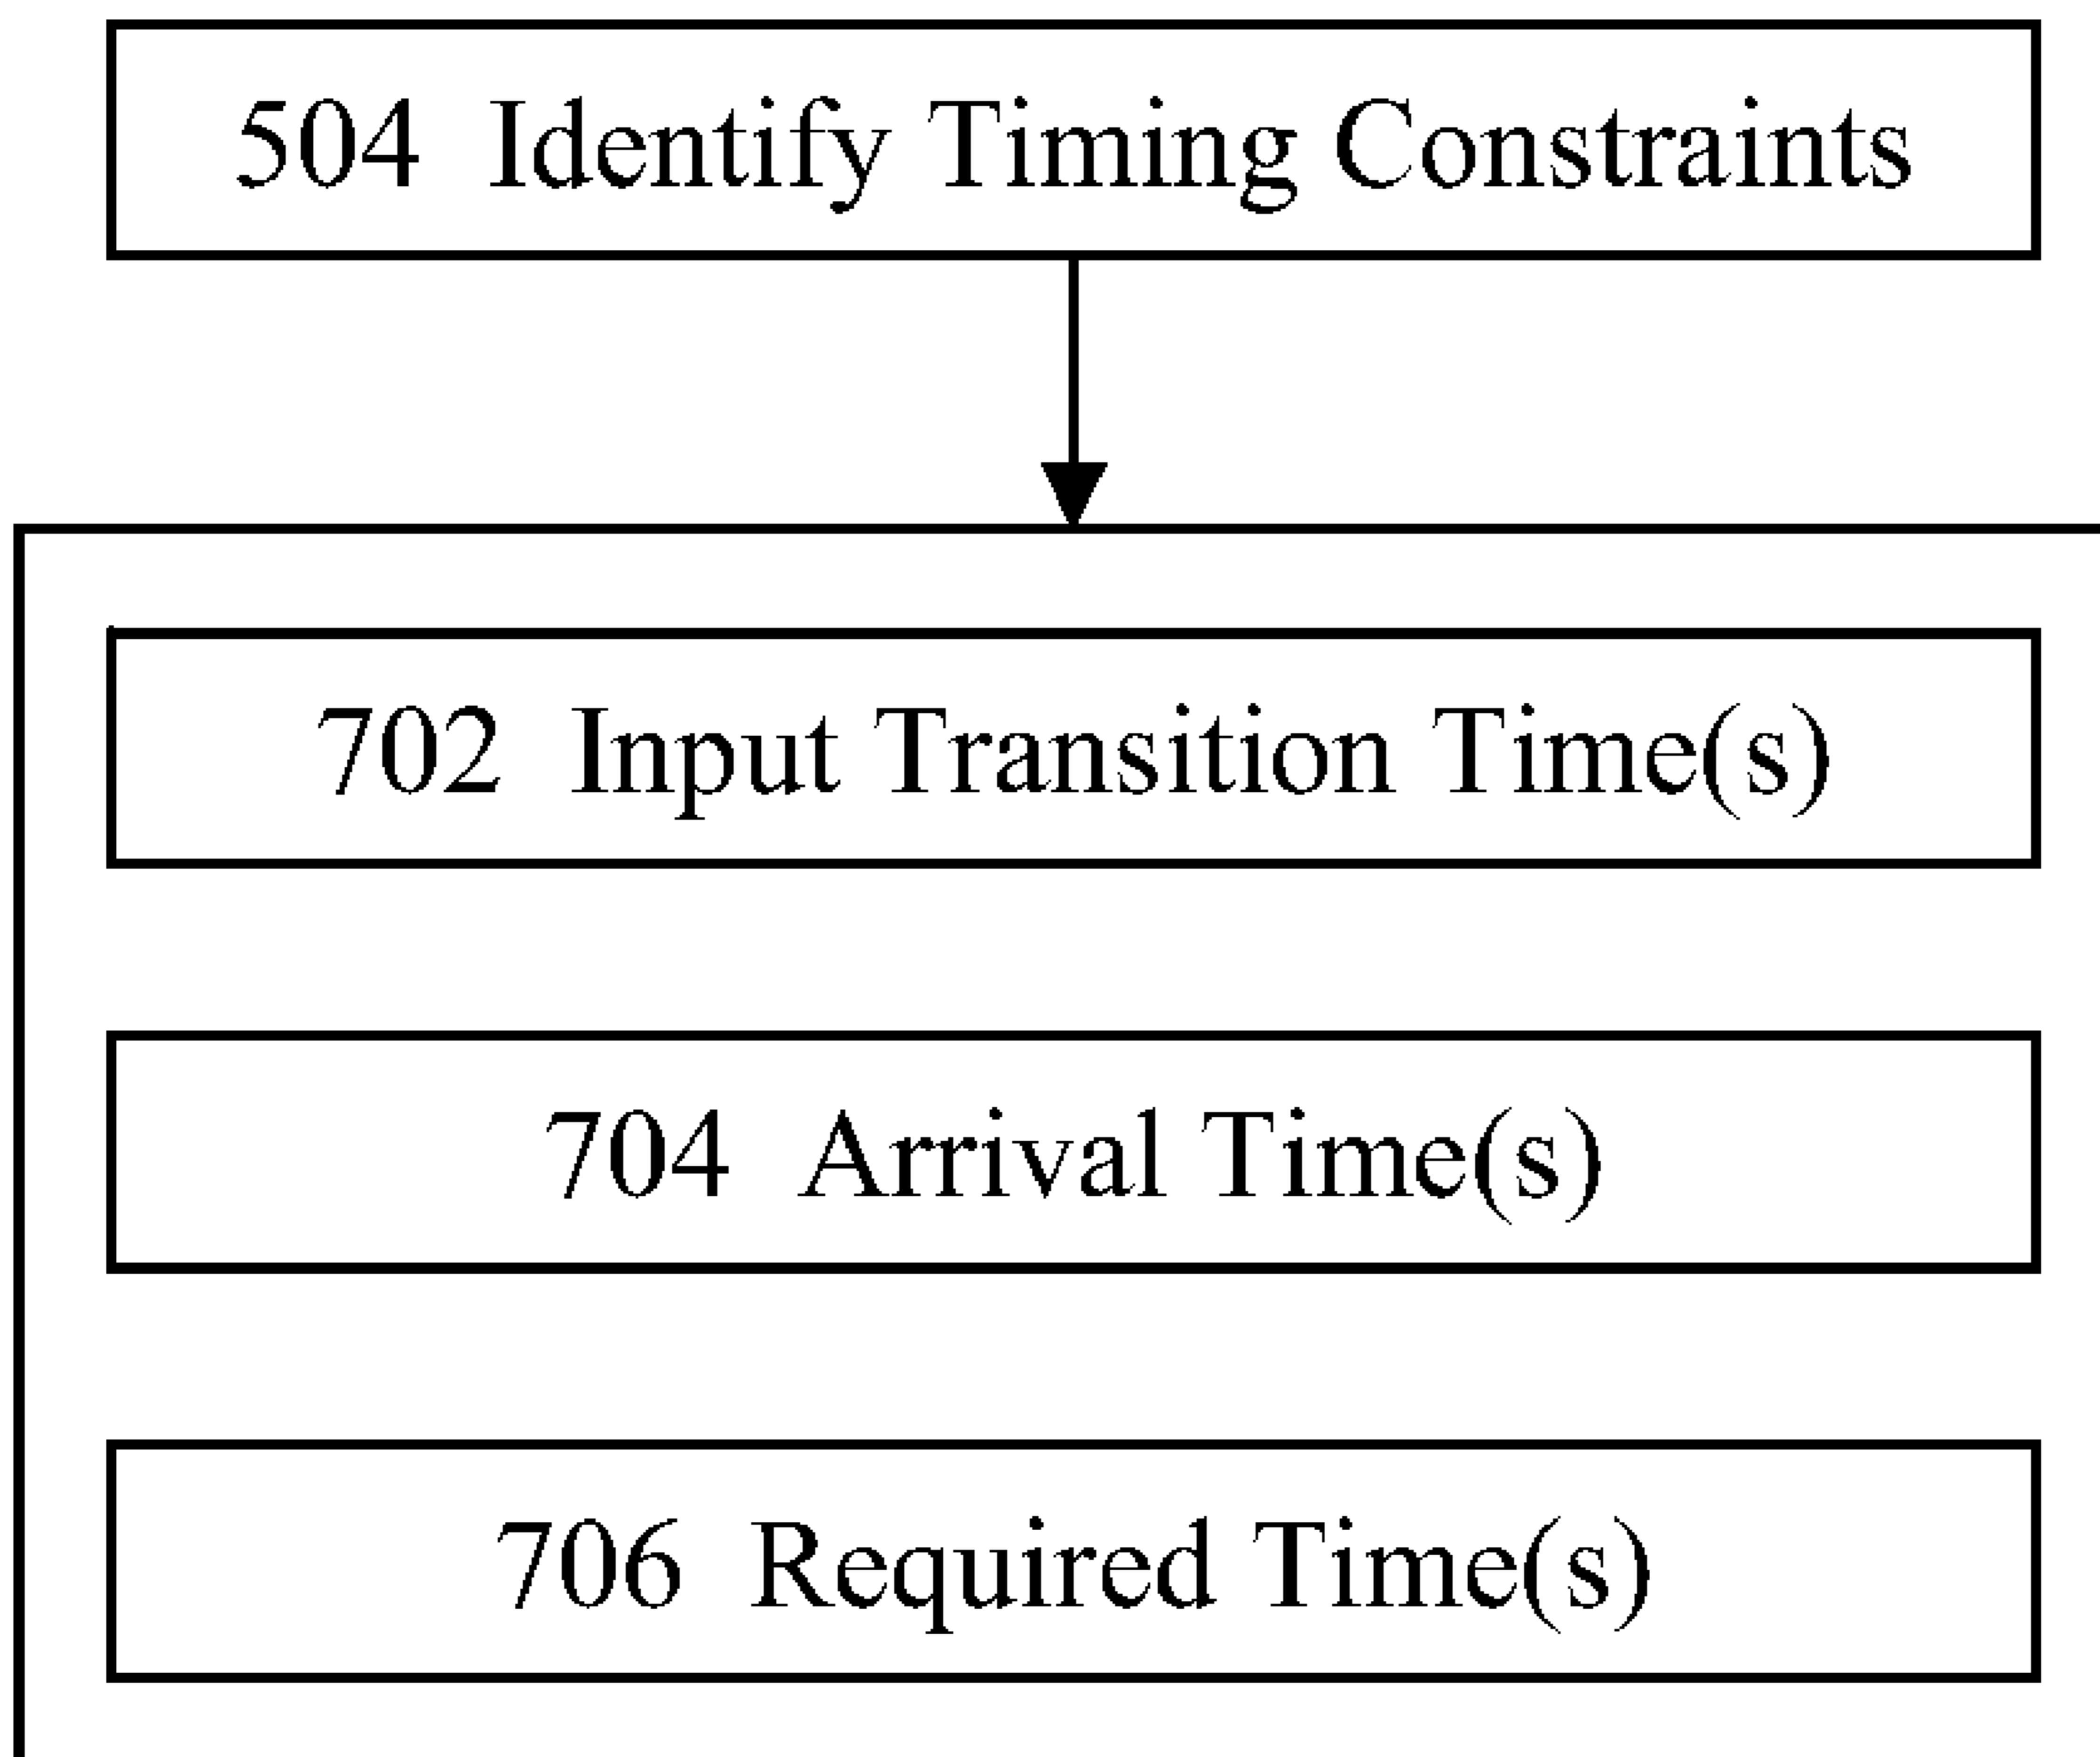 504 Identify Timing Constraints
702 Input Transition Time(s)
704 Arrival Time(s)
706 Required Time(s)